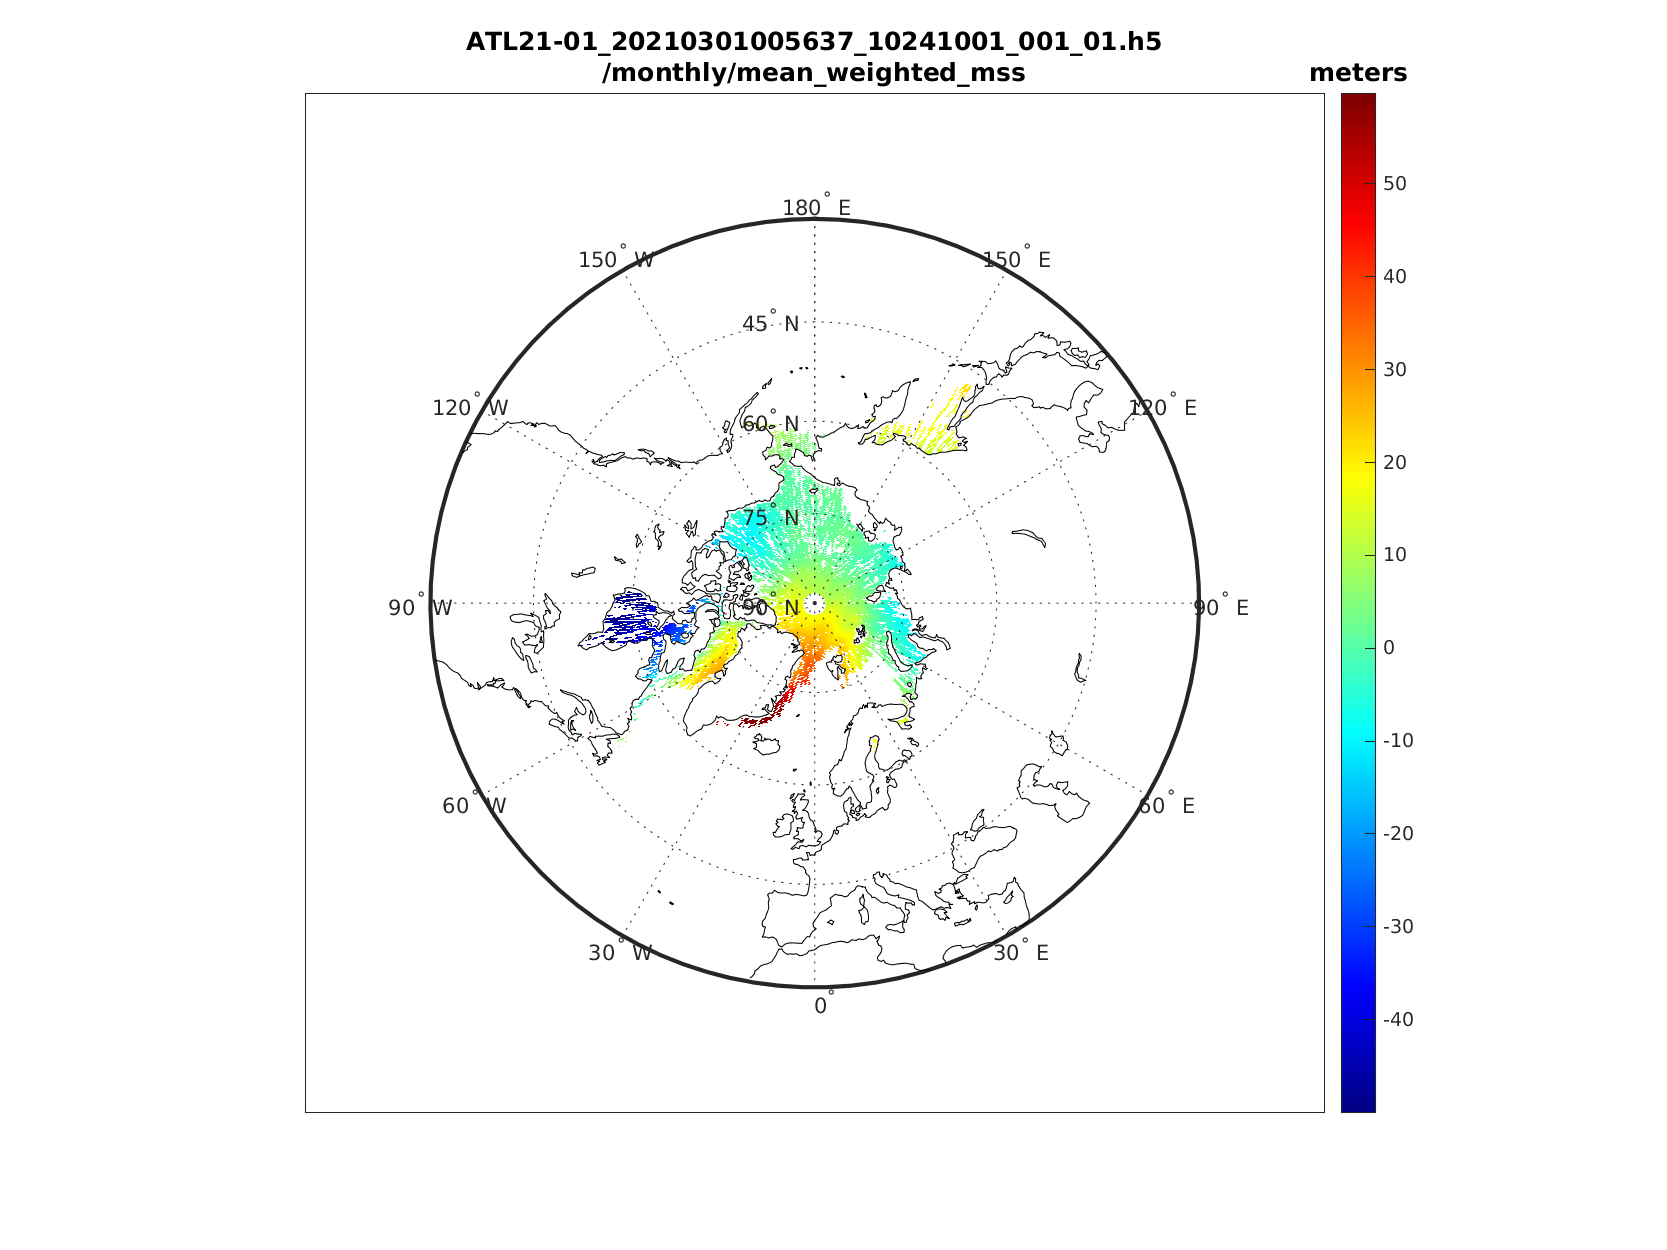 ATL21-01_20210301005637_10241001_001_01.h5
/monthly/mean_weighted_mss
meters
180° E
150° W
150° E
45° N
120° W
120° E
60° N
75° N
90° W
90° N
90° E
60° W
60° E
30° W
30° E
0°
50
40
30
20
10
0
-10
-20
-30
-40